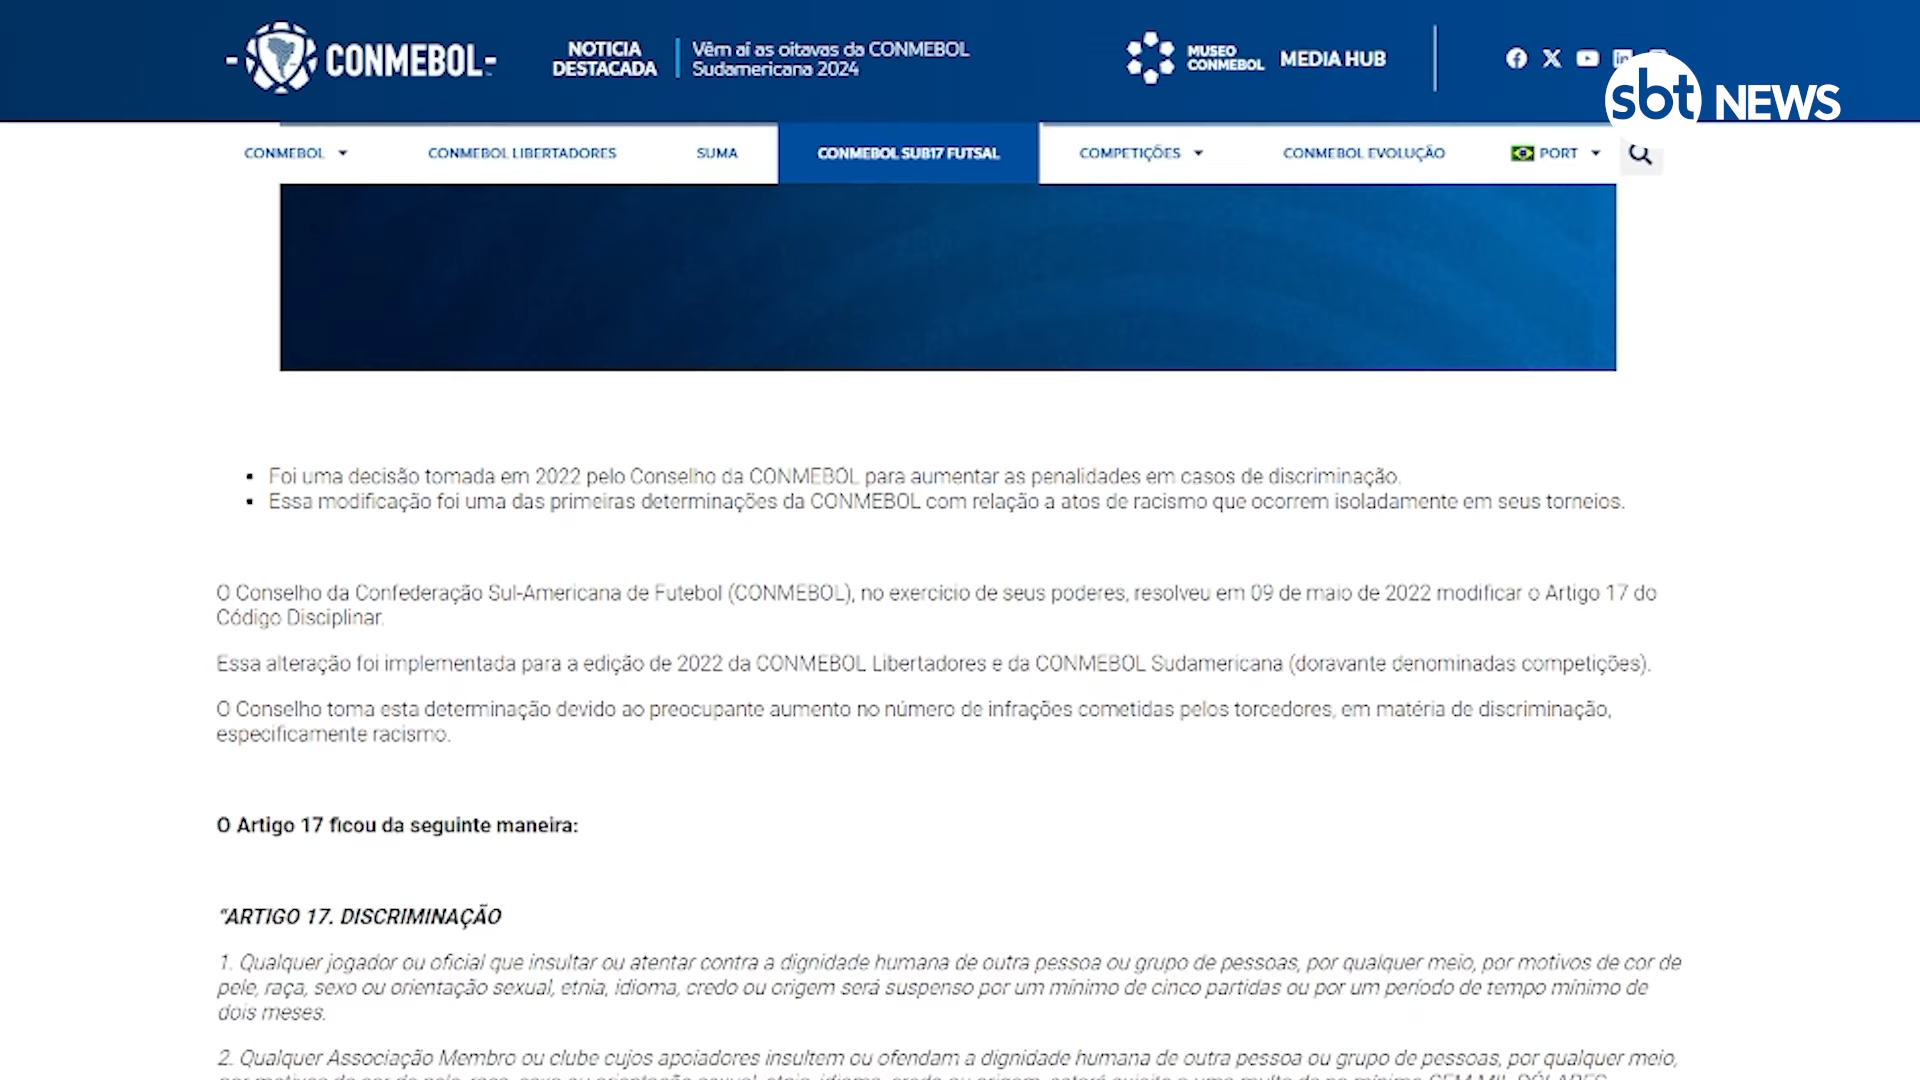 CONMEBOL
NOTICIA
DESTACADA
Vêm aí as oitavas da CONMEBOL
Sudamericana 2024
MUSEO
CONMEBOL
MEDIA HUB
sbt NEWS
CONMEBOL
CONMEBOL LIBERTADORES
SUMA
CONMEBOL SUB17 FUTSAL
COMPETIÇÕES
CONMEBOL EVOLUÇÃO
PORT
▪ Foi uma decisão tomada em 2022 pelo Conselho da CONMEBOL para aumentar as penalidades em casos de discriminação.
▪ Essa modificação foi uma das primeiras determinações da CONMEBOL com relação a atos de racismo que ocorrem isoladamente em seus torneios.
O Conselho da Confederação Sul-Americana de Futebol (CONMEBOL), no exercício de seus poderes, resolveu em 09 de maio de 2022 modificar o Artigo 17 do
Código Disciplinar.
Essa alteração foi implementada para a edição de 2022 da CONMEBOL Libertadores e da CONMEBOL Sudamericana (doravante denominadas competições).
O Conselho toma esta determinação devido ao preocupante aumento no número de infrações cometidas pelos torcedores, em matéria de discriminação,
especificamente racismo.
O Artigo 17 ficou da seguinte maneira:
“ARTIGO 17. DISCRIMINAÇÃO
1. Qualquer jogador ou oficial que insultar ou atentar contra a dignidade humana de outra pessoa ou grupo de pessoas, por qualquer meio, por motivos de cor de
pele, raça, sexo ou orientação sexual, etnia, idioma, credo ou origem será suspenso por um mínimo de cinco partidas ou por um período de tempo mínimo de
dois meses.
2. Qualquer Associação Membro ou clube cujos apoiadores insultem ou ofendam a dignidade humana de outra pessoa ou grupo de pessoas, por qualquer meio,